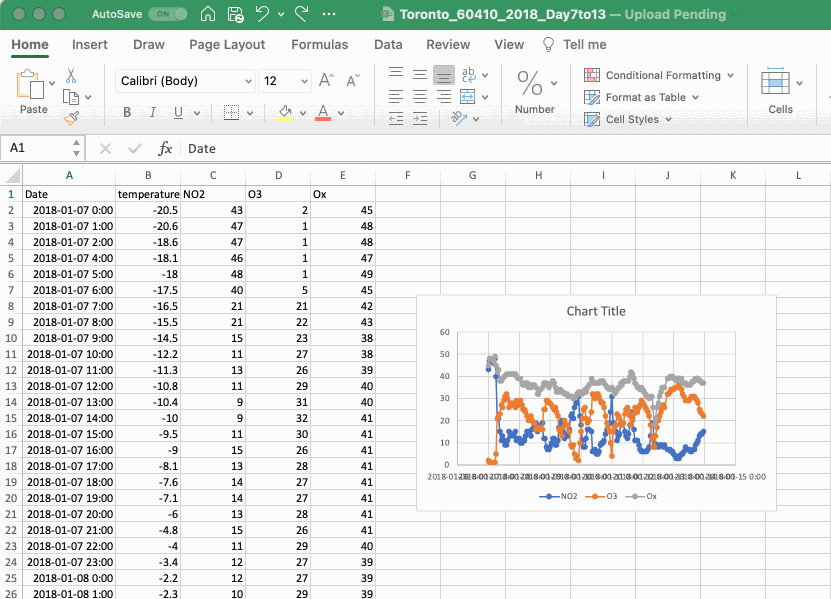 AutoSave ON Toronto_60410_2018_Day7to13 — Upload Pending
Home Insert Draw Page Layout Formulas Data Review View Tell me
Paste Calibri (Body) 12 A A B I U A ab Number Conditional Formatting Format as Table Cell Styles Cells
A1 fx Date
A B C D E F G H I J K L
1 Date temperature NO2 O3 Ox
2 2018-01-07 0:00 -20.5 43 2 45
3 2018-01-07 1:00 -20.6 47 1 48
4 2018-01-07 2:00 -18.6 47 1 48
5 2018-01-07 4:00 -18.1 46 1 47
6 2018-01-07 5:00 -18 48 1 49
7 2018-01-07 6:00 -17.5 40 5 45
8 2018-01-07 7:00 -16.5 21 21 42
9 2018-01-07 8:00 -15.5 21 22 43
10 2018-01-07 9:00 -14.5 15 23 38
11 2018-01-07 10:00 -12.2 11 27 38
12 2018-01-07 11:00 -11.3 13 26 39
13 2018-01-07 12:00 -10.8 11 29 40
14 2018-01-07 13:00 -10.4 9 31 40
15 2018-01-07 14:00 -10 9 32 41
16 2018-01-07 15:00 -9.5 11 30 41
17 2018-01-07 16:00 -9 15 26 41
18 2018-01-07 17:00 -8.1 13 28 41
19 2018-01-07 18:00 -7.6 14 27 41
20 2018-01-07 19:00 -7.1 14 27 41
21 2018-01-07 20:00 -6 13 28 41
22 2018-01-07 21:00 -4.8 15 26 41
23 2018-01-07 22:00 -4 11 29 40
24 2018-01-07 23:00 -3.4 12 27 39
25 2018-01-08 0:00 -2.2 12 27 39
26 2018-01-08 1:00 -2.3 10 29 39
Chart Title
60
50
40
30
20
10
0
NO2 O3 Ox